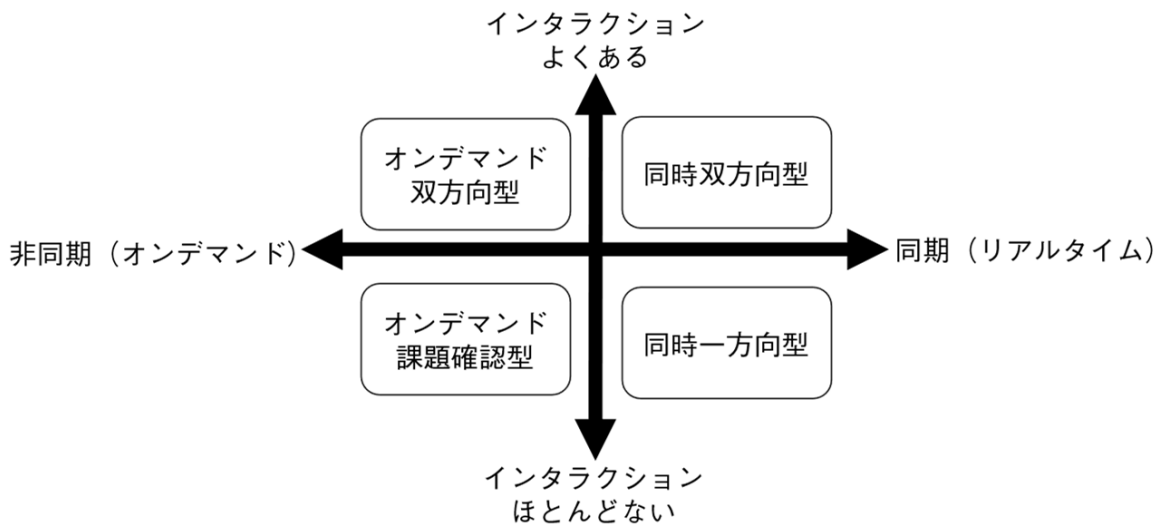 インタラクション
よくある
オンデマンド
双方向型
同時双方向型
非同期（オンデマンド）
同期（リアルタイム）
オンデマンド
課題確認型
同時一方向型
インタラクション
ほとんどない